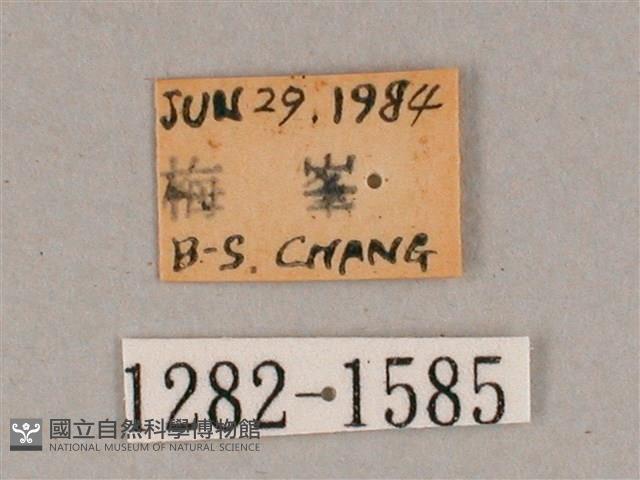 JUN 29. 1984
梅 峯
B-S. CHANG
1282-1585
國立自然科學博物館
NATIONAL MUSEUM OF NATURAL SCIENCE